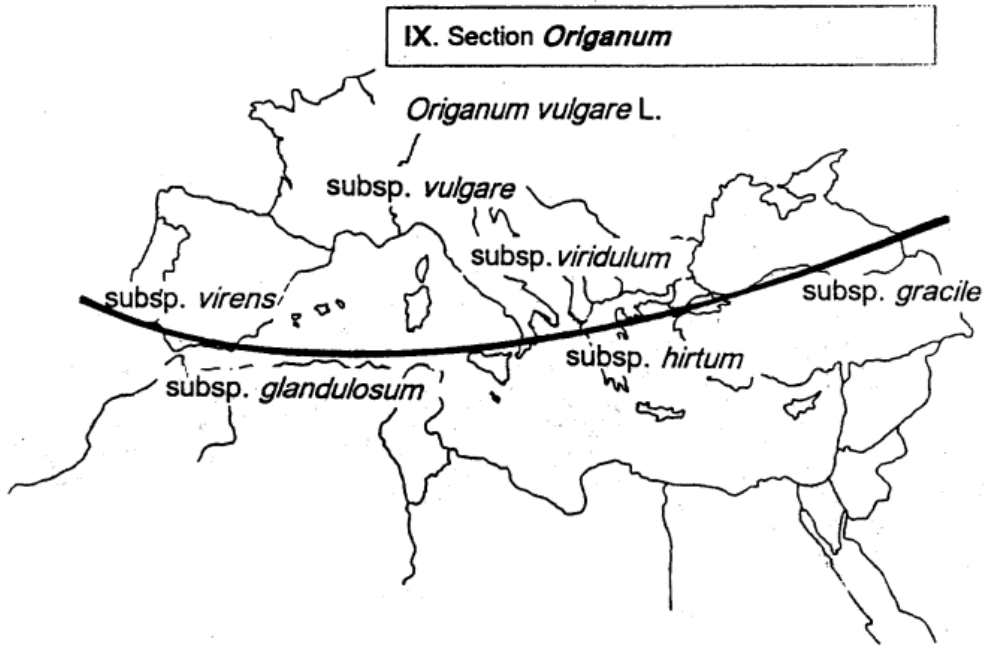 IX. Section Origanum
Origanum vulgare L.
subsp. vulgare
subsp. viridulum
subsp. virens
subsp. gracile
subsp. hirtum
subsp. glandulosum